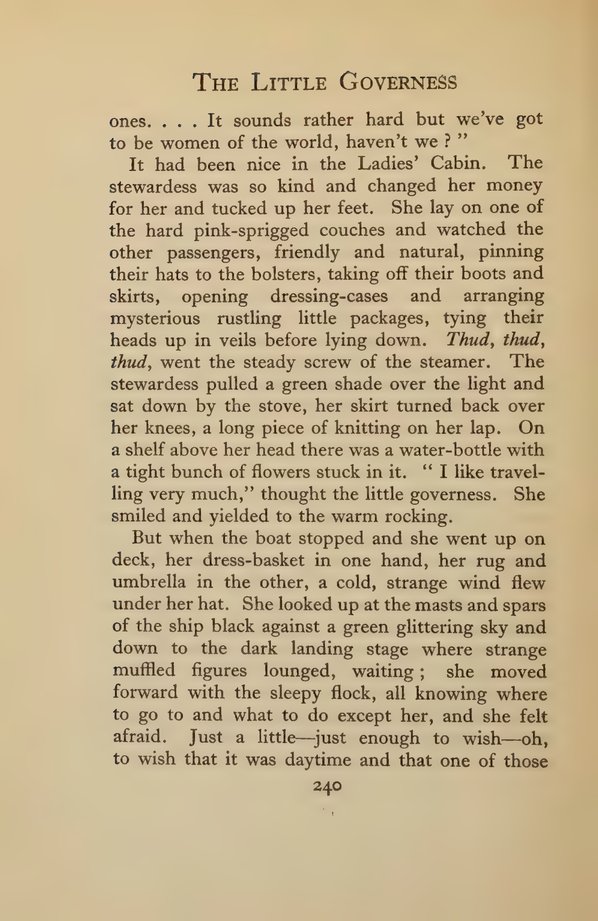 THE LITTLE GOVERNESS
ones. . . . It sounds rather hard but we've got
to be women of the world, haven't we ? ”
It had been nice in the Ladies’ Cabin. The
stewardess was so kind and changed her money
for her and tucked up her feet. She lay on one of
the hard pink-sprigged couches and watched the
other passengers, friendly and natural, pinning
their hats to the bolsters, taking off their boots and
skirts, opening dressing-cases and arranging
mysterious rustling little packages, tying their
heads up in veils before lying down. Thud, thud,
thud, went the steady screw of the steamer. The
stewardess pulled a green shade over the light and
sat down by the stove, her skirt turned back over
her knees, a long piece of knitting on her lap. On
a shelf above her head there was a water-bottle with
a tight bunch of flowers stuck in it. “ I like travel-
ling very much,” thought the little governess. She
smiled and yielded to the warm rocking.
But when the boat stopped and she went up on
deck, her dress-basket in one hand, her rug and
umbrella in the other, a cold, strange wind flew
under her hat. She looked up at the masts and spars
of the ship black against a green glittering sky and
down to the dark landing stage where strange
muffled figures lounged, waiting ; she moved
forward with the sleepy flock, all knowing where
to go to and what to do except her, and she felt
afraid. Just a little—just enough to wish—oh,
to wish that it was daytime and that one of those
240